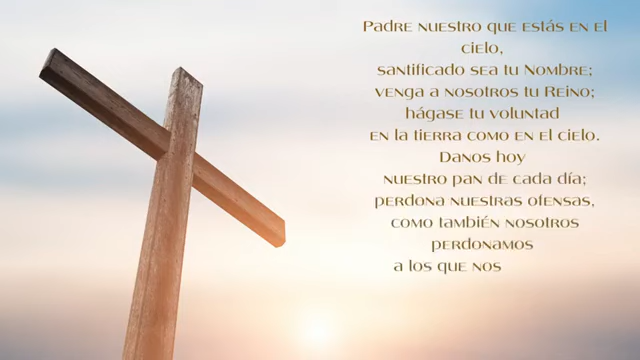 Padre nuestro que estás en el
cielo,
santificado sea tu Nombre;
venga a nosotros tu Reino;
hágase tu voluntad
en la tierra como en el cielo.
Danos hoy
nuestro pan de cada día;
perdona nuestras ofensas,
como también nosotros
perdonamos
a los que nos